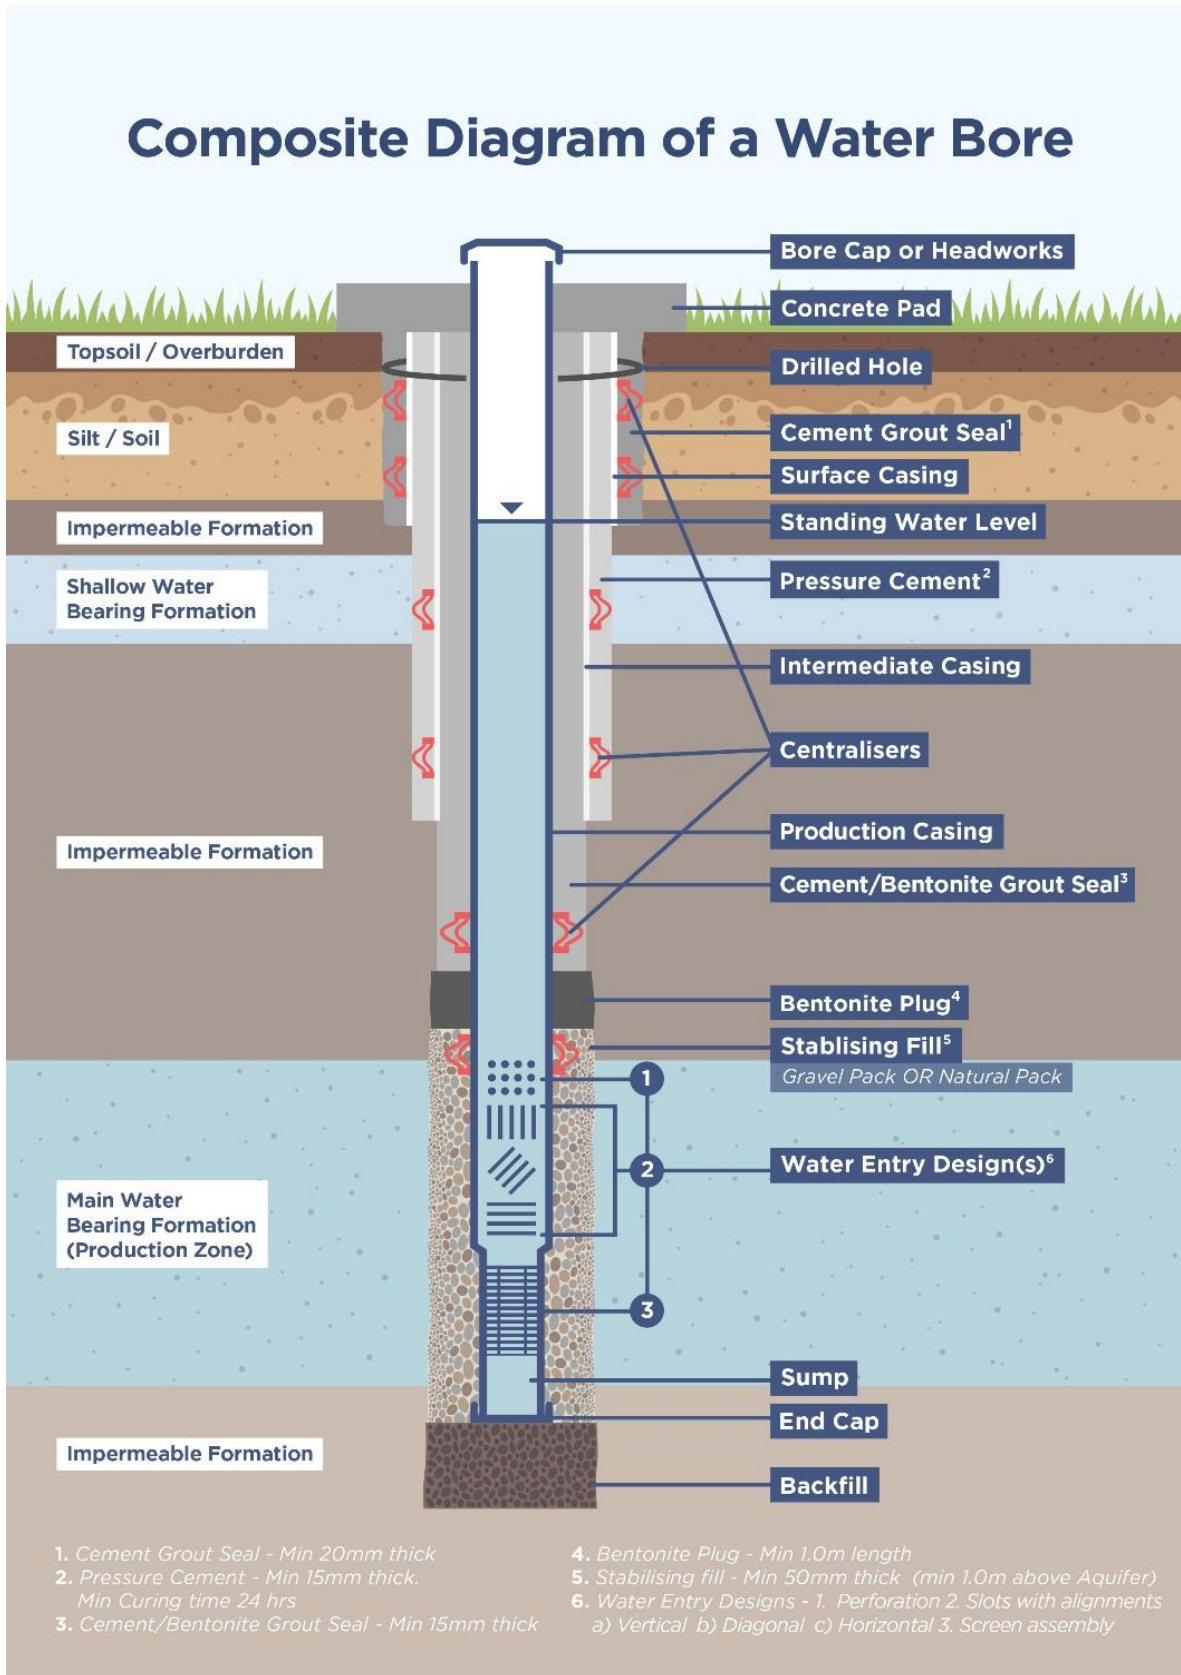 Composite Diagram of a Water Bore
Bore Cap or Headworks
Concrete Pad
Topsoil / Overburden
Drilled Hole
Silt / Soil
Cement Grout Seal¹
Surface Casing
Impermeable Formation
Standing Water Level
Shallow Water
Bearing Formation
Pressure Cement²
Intermediate Casing
Centralisers
Production Casing
Impermeable Formation
Cement/Bentonite Grout Seal³
Bentonite Plug⁴
Stablising Fill⁵
Gravel Pack OR Natural Pack
1
2
Water Entry Design(s)⁶
Main Water
Bearing Formation
(Production Zone)
3
Sump
End Cap
Impermeable Formation
Backfill
1. Cement Grout Seal - Min 20mm thick
2. Pressure Cement - Min 15mm thick.
Min Curing time 24 hrs
3. Cement/Bentonite Grout Seal - Min 15mm thick
4. Bentonite Plug - Min 1.0m length
5. Stabilising fill - Min 50mm thick (min 1.0m above Aquifer)
6. Water Entry Designs - 1. Perforation 2. Slots with alignments
a) Vertical b) Diagonal c) Horizontal 3. Screen assembly